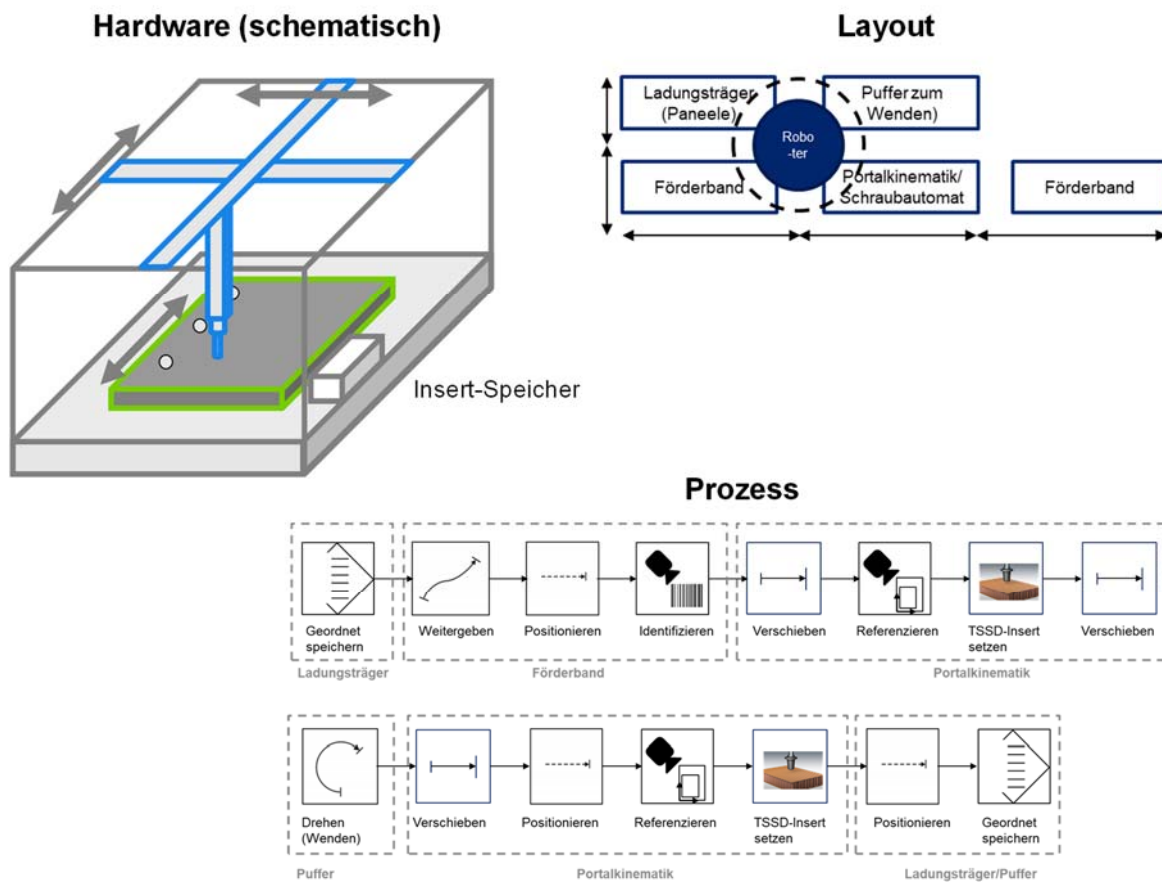 Hardware (schematisch)
Layout
Ladungsträger
(Paneele)
Puffer zum
Wenden)
Robo
-ter
Förderband
Portalkinematik/
Schraubautomat
Förderband
Insert-Speicher
Prozess
Geordnet
speichern
Weitergeben
Positionieren
Identifizieren
Verschieben
Referenzieren
TSSD-Insert
setzen
Verschieben
Ladungsträger
Förderband
Portalkinematik
Drehen
(Wenden)
Verschieben
Positionieren
Referenzieren
TSSD-Insert
setzen
Positionieren
Geordnet
speichern
Puffer
Portalkinematik
Ladungsträger/Puffer